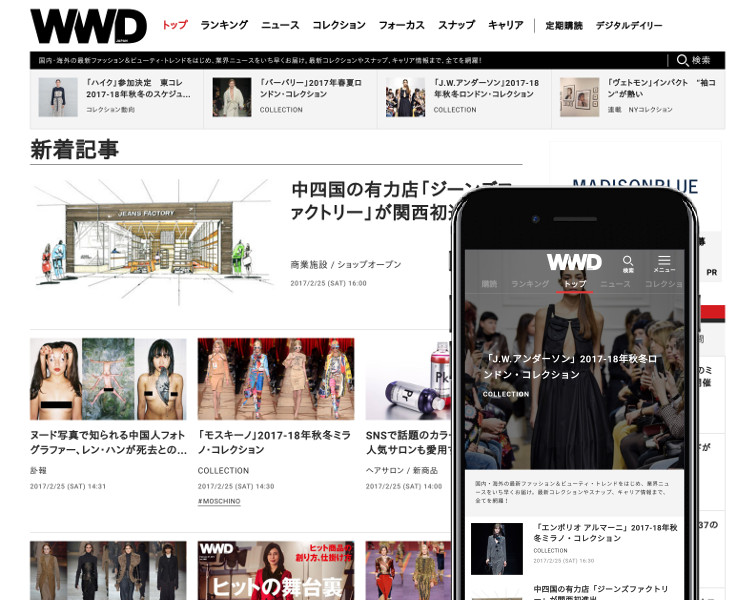 WWD
JAPAN
トップ ランキング ニュース コレクション フォーカス スナップ キャリア 定期購読 デジタルデイリー
国内・海外の最新ファッション&ビューティ・トレンドをはじめ、業界ニュースをいち早くお届け。最新コレクションやスナップ、キャリア情報まで、全てを網羅！
検索
「ハイク」参加決定　東コレ
2017-18年秋冬のスケジュ...
コレクション動向
「バーバリー」2017年春夏ロ
ンドン・コレクション
COLLECTION
「J.W.アンダーソン」2017-18
年秋冬ロンドン・コレクション
COLLECTION
「ヴェトモン」インパクト　“袖コ
ン”が熱い
連載　NYコレクション
新着記事
JEANS FACTORY
中四国の有力店「ジーンズフ
ァクトリー」が関西初進
商業施設 / ショップオープン
2017/2/25 (SAT) 16:00
MADISONBLUE
PR
ヌード写真で知られる中国人フォト
グラファー、レン・ハンが死去との...
訃報
2017/2/25 (SAT) 14:31
「モスキーノ」2017-18年秋冬ミラ
ノ・コレクション
COLLECTION
2017/2/25 (SAT) 14:30
#MOSCHINO
SNSで話題のカラー
人気サロンも愛用す
ヘアサロン / 新商品
2017/2/25 (SAT) 14:00
WWD
ヒット商品の
創り方、仕掛け方
ヒットの舞台裏
WWD
検索
メニュー
購読 ランキング トップ ニュース コレクショ
「J.W.アンダーソン」2017-18年秋冬ロ
ンドン・コレクション
COLLECTION
国内・海外の最新ファッション&ビューティ・トレンドをはじめ、業界ニュ
ースをいち早くお届け。最新コレクションやスナップ、キャリア情報まで、
全てを網羅！
「エンポリオ アルマーニ」2017-18年秋
冬ミラノ・コレクション
COLLECTION
2017/2/25 (SAT) 16:30
中四国の有力店「ジーンズファクトリ
ー」が関西初進出